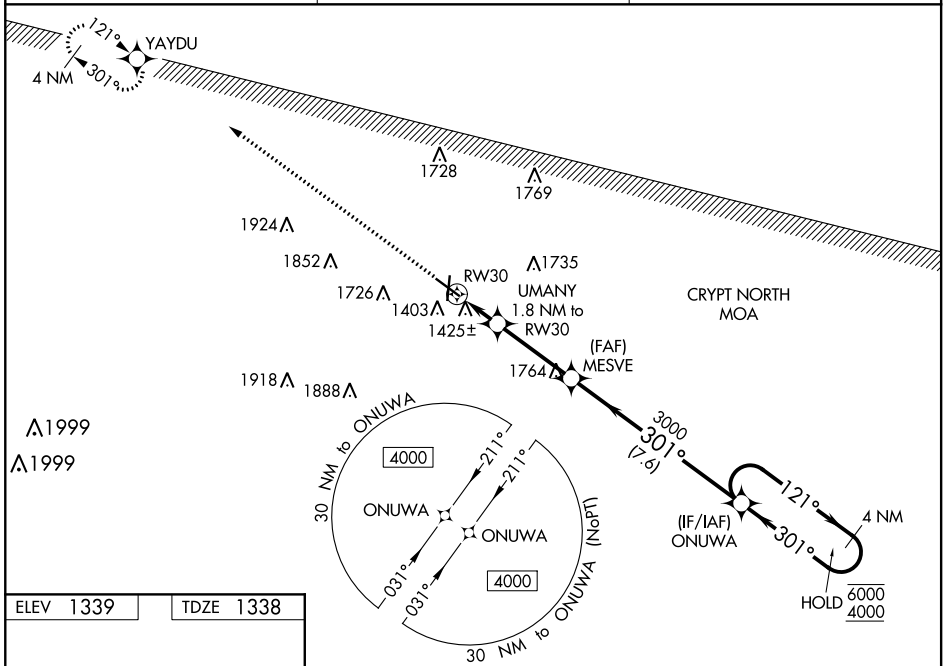 121°
YAYDU
4 NM
301°
1728
1769
1924
1852
1735
RW30
1726
UMANY
1403
1.8 NM to
1425±
RW30
CRYPT NORTH
MOA
(FAF)
MESVE
1764
1918
1888
1999
1999
3000
301°
(7.6)
30 NM to ONUWA
4000
211°
211°
ONUWA
ONUWA
031°
031°
4000
30 NM to ONUWA (NoPT)
121°
4 NM
(IF/IAF)
ONUWA
301°
HOLD 6000
4000
ELEV 1339
TDZE 1338